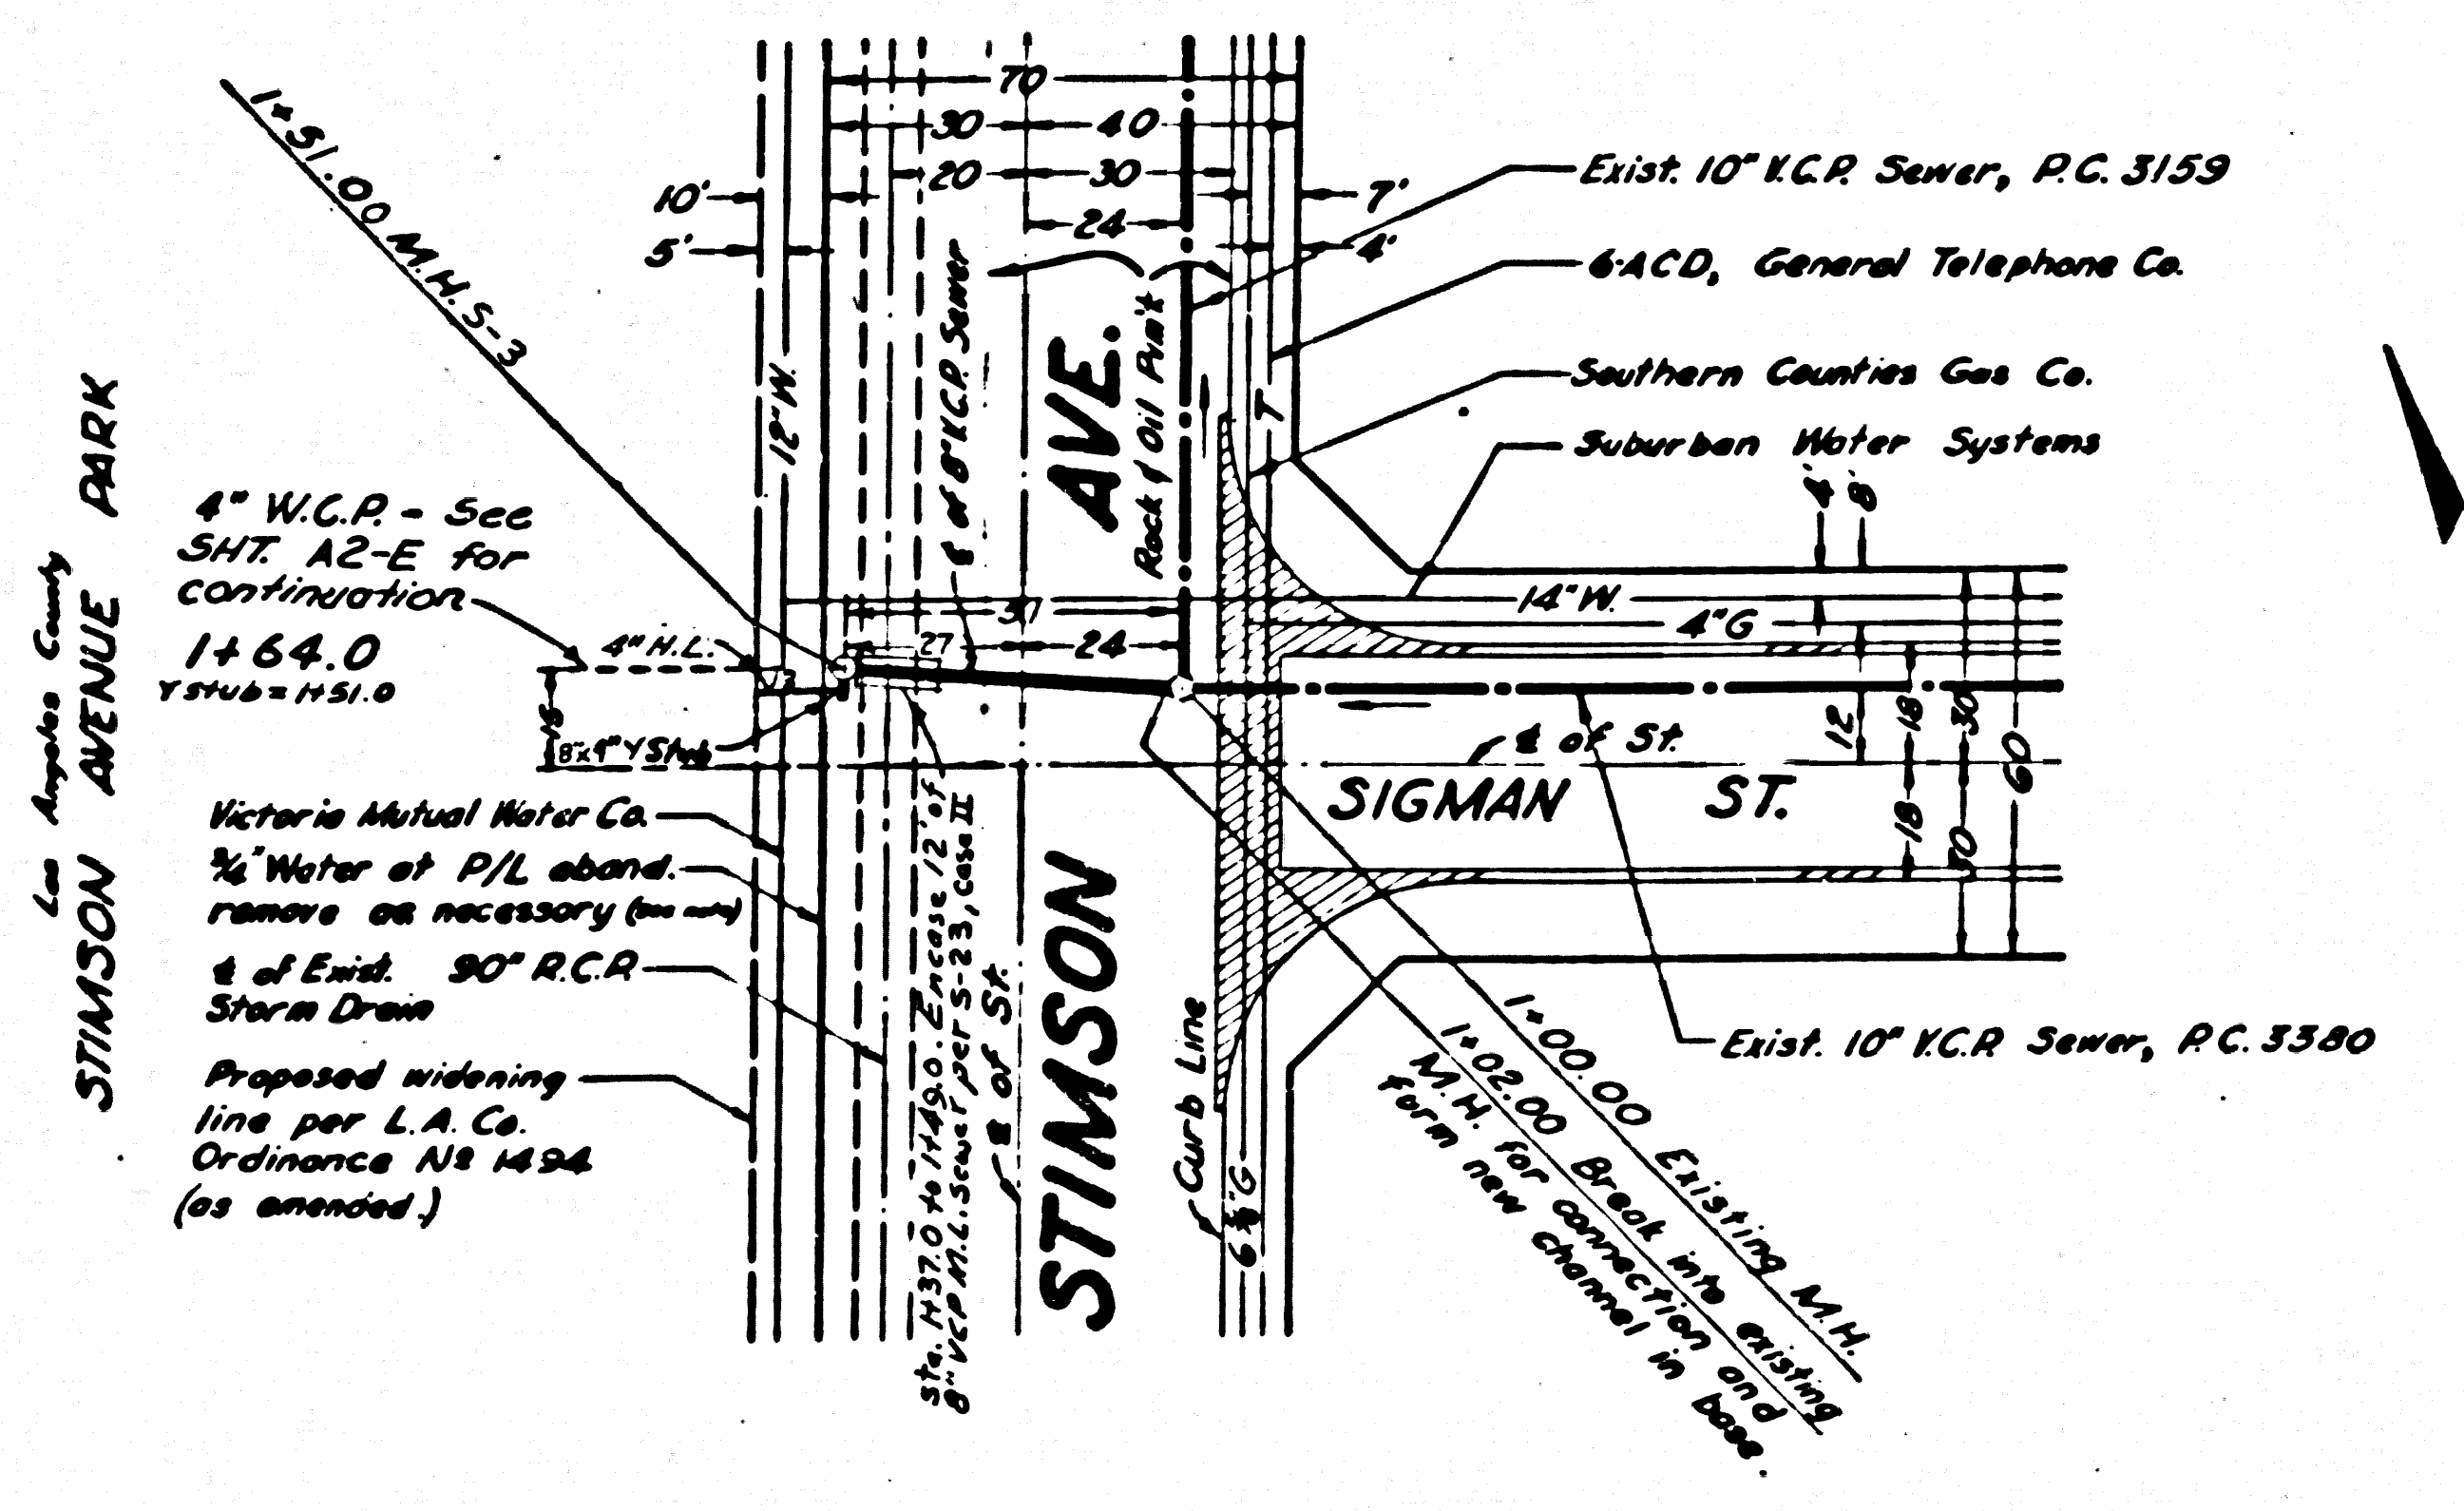 70
30 40
20 30
10' 7'
24
5' 4'
Exist. 10" V.C.P. Sewer, P.C. 3159
6-ACD, General Telephone Co.
Southern Counties Gas Co.
Suburban Water Systems
1+51.00 M.H. S-3
12" W.
℄ of 8" V.C.P. Sewer
AVE.
Rock & Oil Pvm't
T
4' 8'
Los Angeles County
STIMSON AVENUE PARK
4" W.C.P. - See
SHT. A2-E for
continuation
1+64.0
Y Stub = 1+51.0
4" H.L.
8"x4" Y Stub
37
27 24
14" W.
4" G
12 18 30 60
18 30
℄ of St.
SIGMAN ST.
Victoria Mutual Water Co.
3/4" Water at P/L aband.
remove as necessary
℄ of Exist. 90" R.C.P.
Storm Drain
Proposed widening
line per L.A. Co.
Ordinance Nº 1494
(as amended.)
Sta. 1+37.0 to 1+49.0. Encase 12' of
8" VCP M.L. Sewer per S-23, case II
℄ of St.
STIMSON
Curb Line
6" G
Exist. 10" V.C.P. Sewer, P.C. 3380
1+00.00 Existing M.H.
1+02.00 Break into existing
M.H. for connection and
form new channel in base.